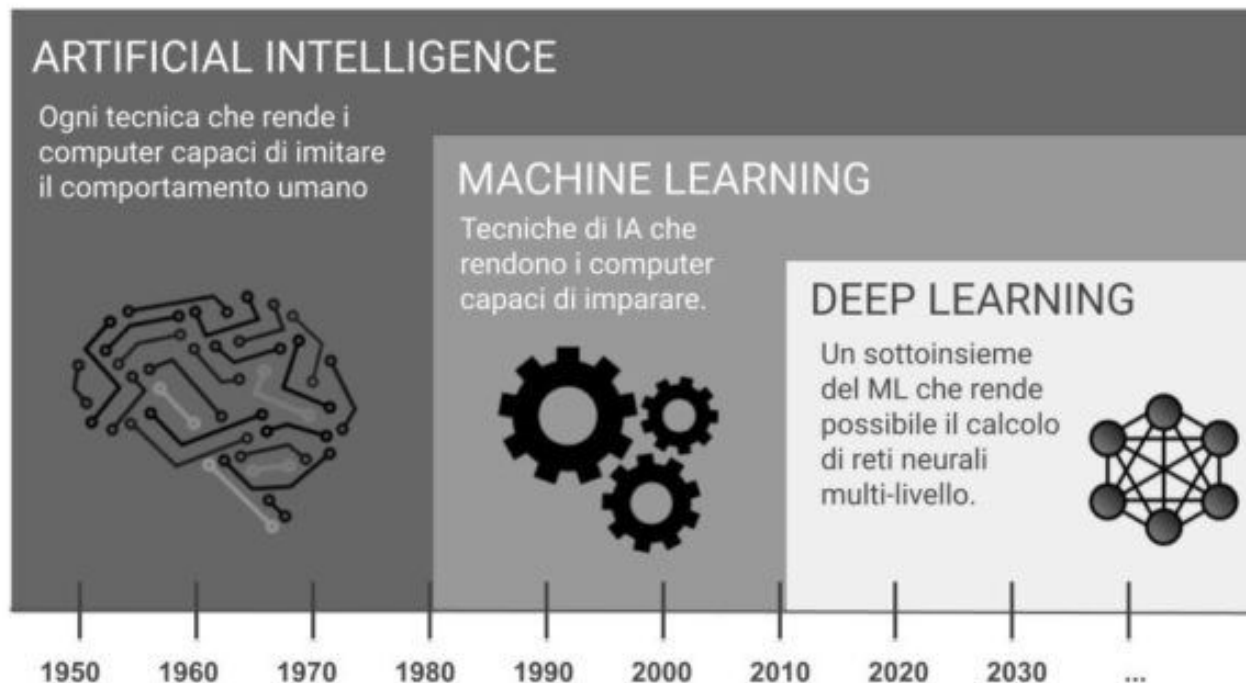 ARTIFICIAL INTELLIGENCE
Ogni tecnica che rende i
computer capaci di imitare
il comportamento umano
MACHINE LEARNING
Tecniche di IA che
rendono i computer
capaci di imparare.
DEEP LEARNING
Un sottoinsieme
del ML che rende
possibile il calcolo
di reti neurali
multi-livello.
1950 1960 1970 1980 1990 2000 2010 2020 2030 ...